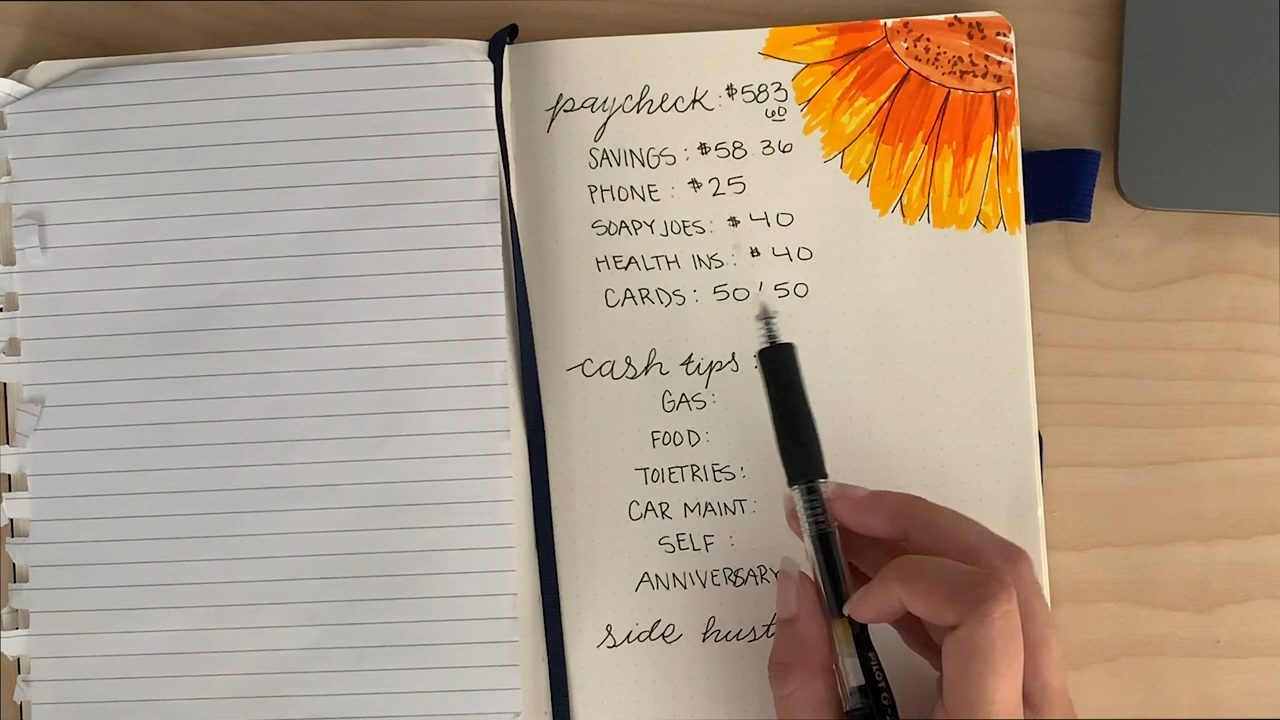 paycheck: $583
60
SAVINGS: $58.36
PHONE: $25
SOAPY JOES: $40
HEALTH INS: $40
CARDS: 50/50
cash tips:
GAS:
FOOD:
TOIETRIES:
CAR MAINT:
SELF:
ANNIVERSARY
side hust
PILOT G-